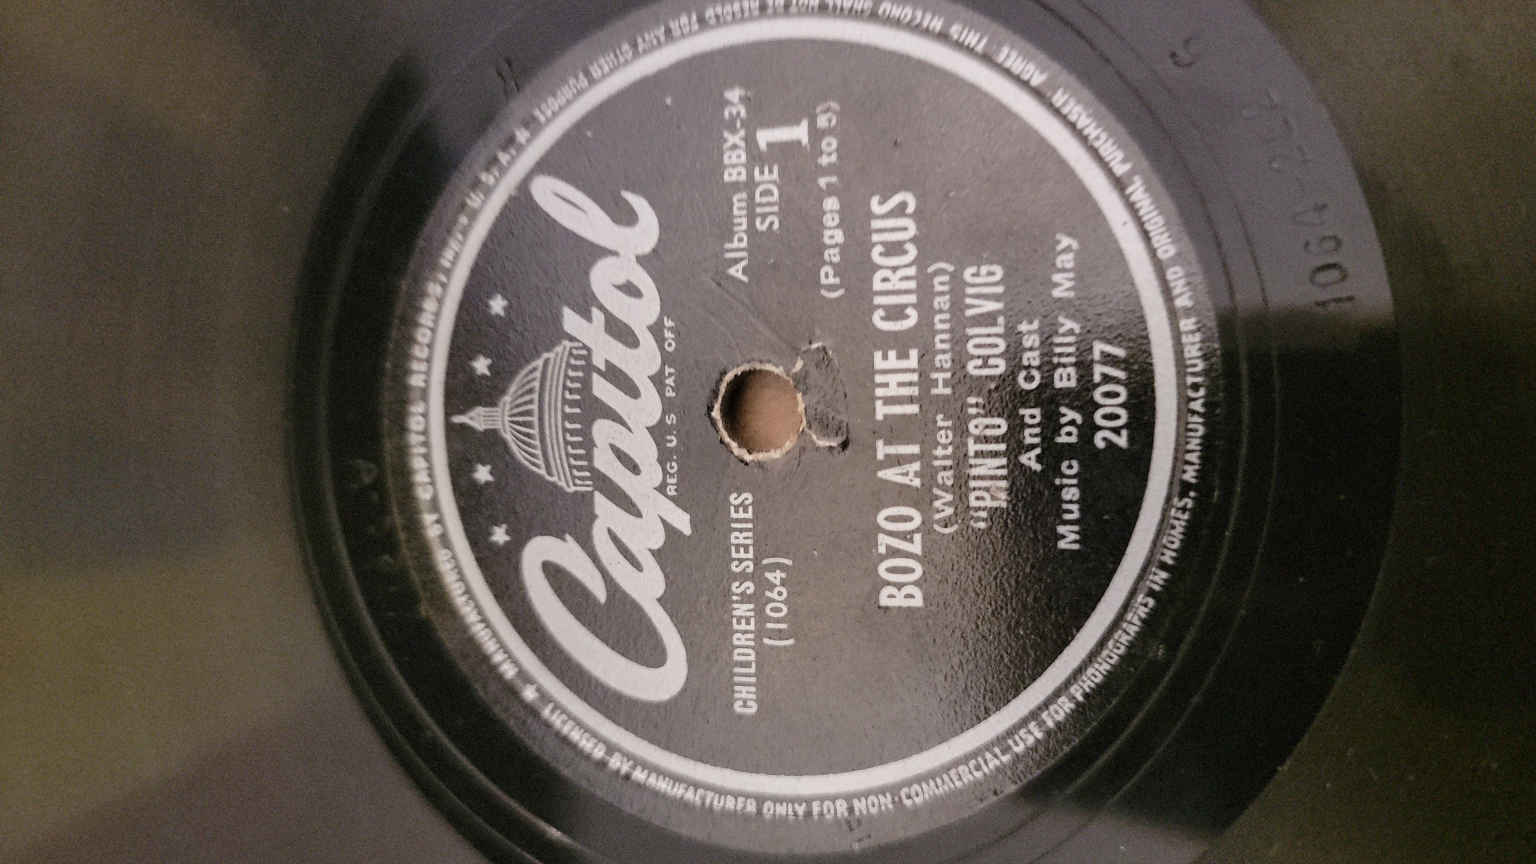 Capitol
REG. U.S. PAT. OFF
CHILDREN'S SERIES
(1064)
Album BBX-34
SIDE 1
(Pages 1 to 5)
BOZO AT THE CIRCUS
(Walter Hannan)
"PINTO" COLVIG
And Cast
Music by Billy May
20077
MANUFACTURED BY CAPITOL RECORDS, INC. U. S. A. ★ LICENSED BY MANUFACTURER ONLY FOR NON-COMMERCIAL USE FOR PHONOGRAPHS IN HOMES. MANUFACTURER AND ORIGINAL PURCHASER AGREE THIS RECORD SHALL NOT BE RESOLD FOR ANY OTHER PURPOSE
1064